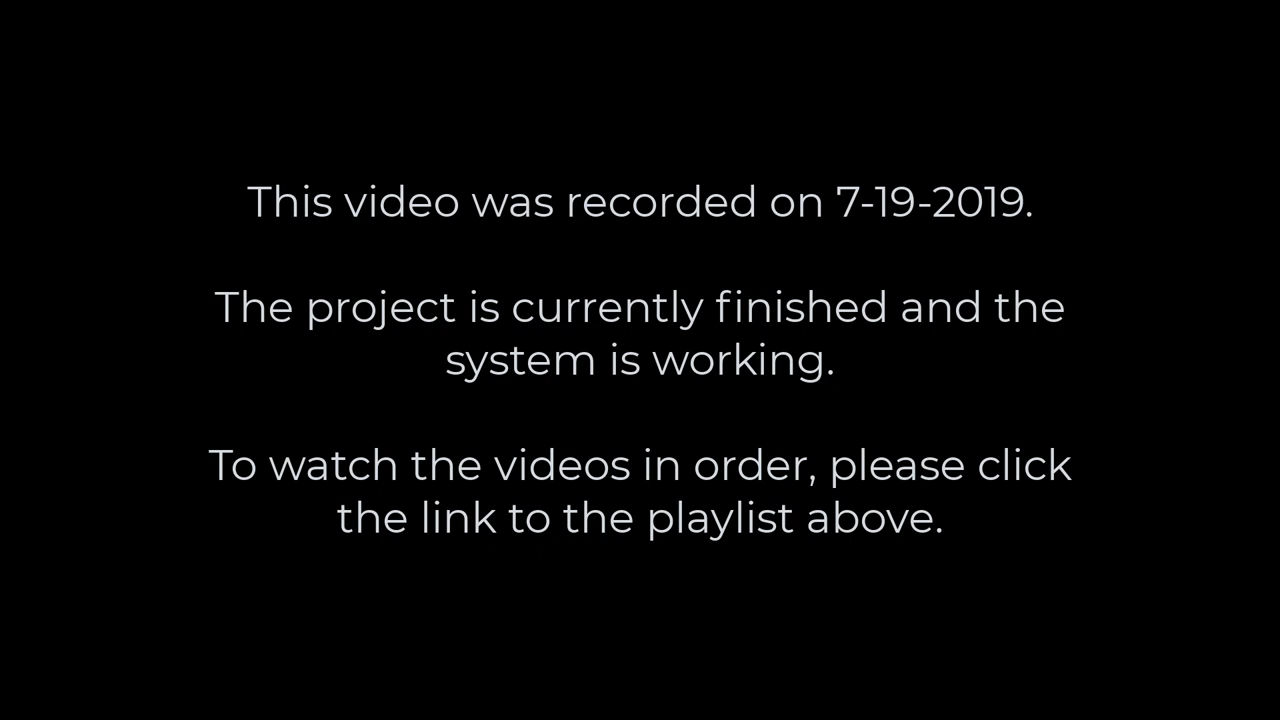 This video was recorded on 7-19-2019.
The project is currently finished and the
system is working.
To watch the videos in order, please click
the link to the playlist above.